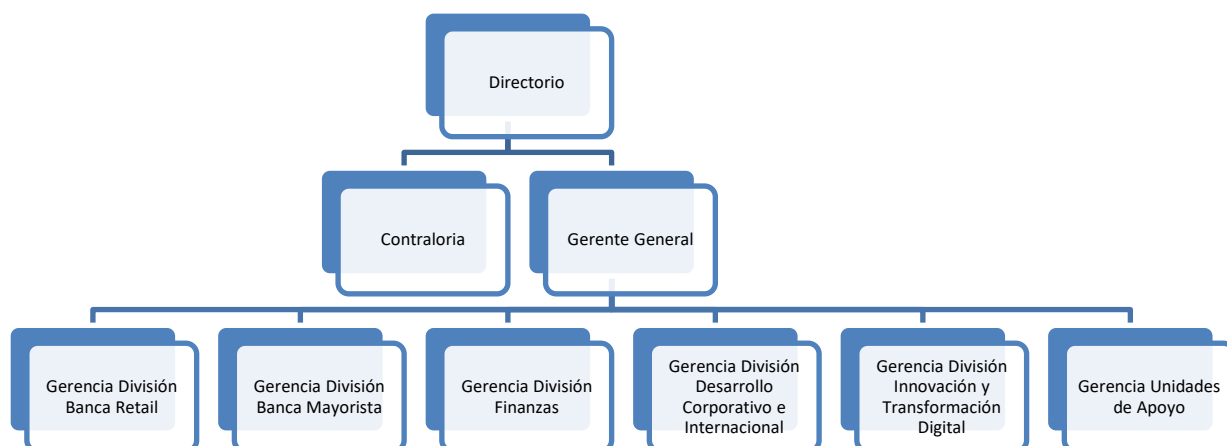 Directorio
Contraloria
Gerente General
Gerencia División
Banca Retail
Gerencia División
Banca Mayorista
Gerencia División
Finanzas
Gerencia División
Desarrollo
Corporativo e
Internacional
Gerencia División
Innovación y
Transformación
Digital
Gerencia Unidades
de Apoyo